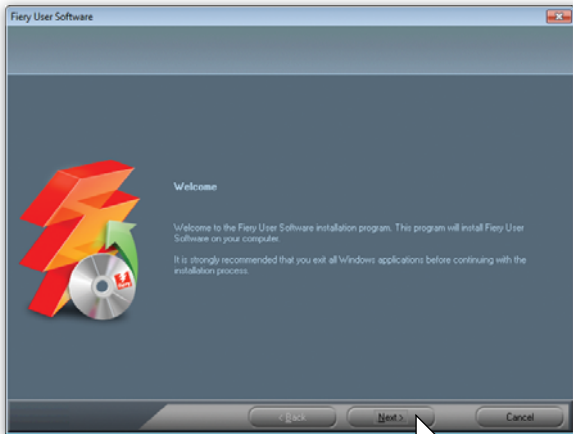 Fiery User Software
Welcome
Welcome to the Fiery User Software installation program. This program will install Fiery User
Software on your computer.
It is strongly recommended that you exit all Windows applications before continuing with the
installation process.
Fiery
< Back
Next >
Cancel